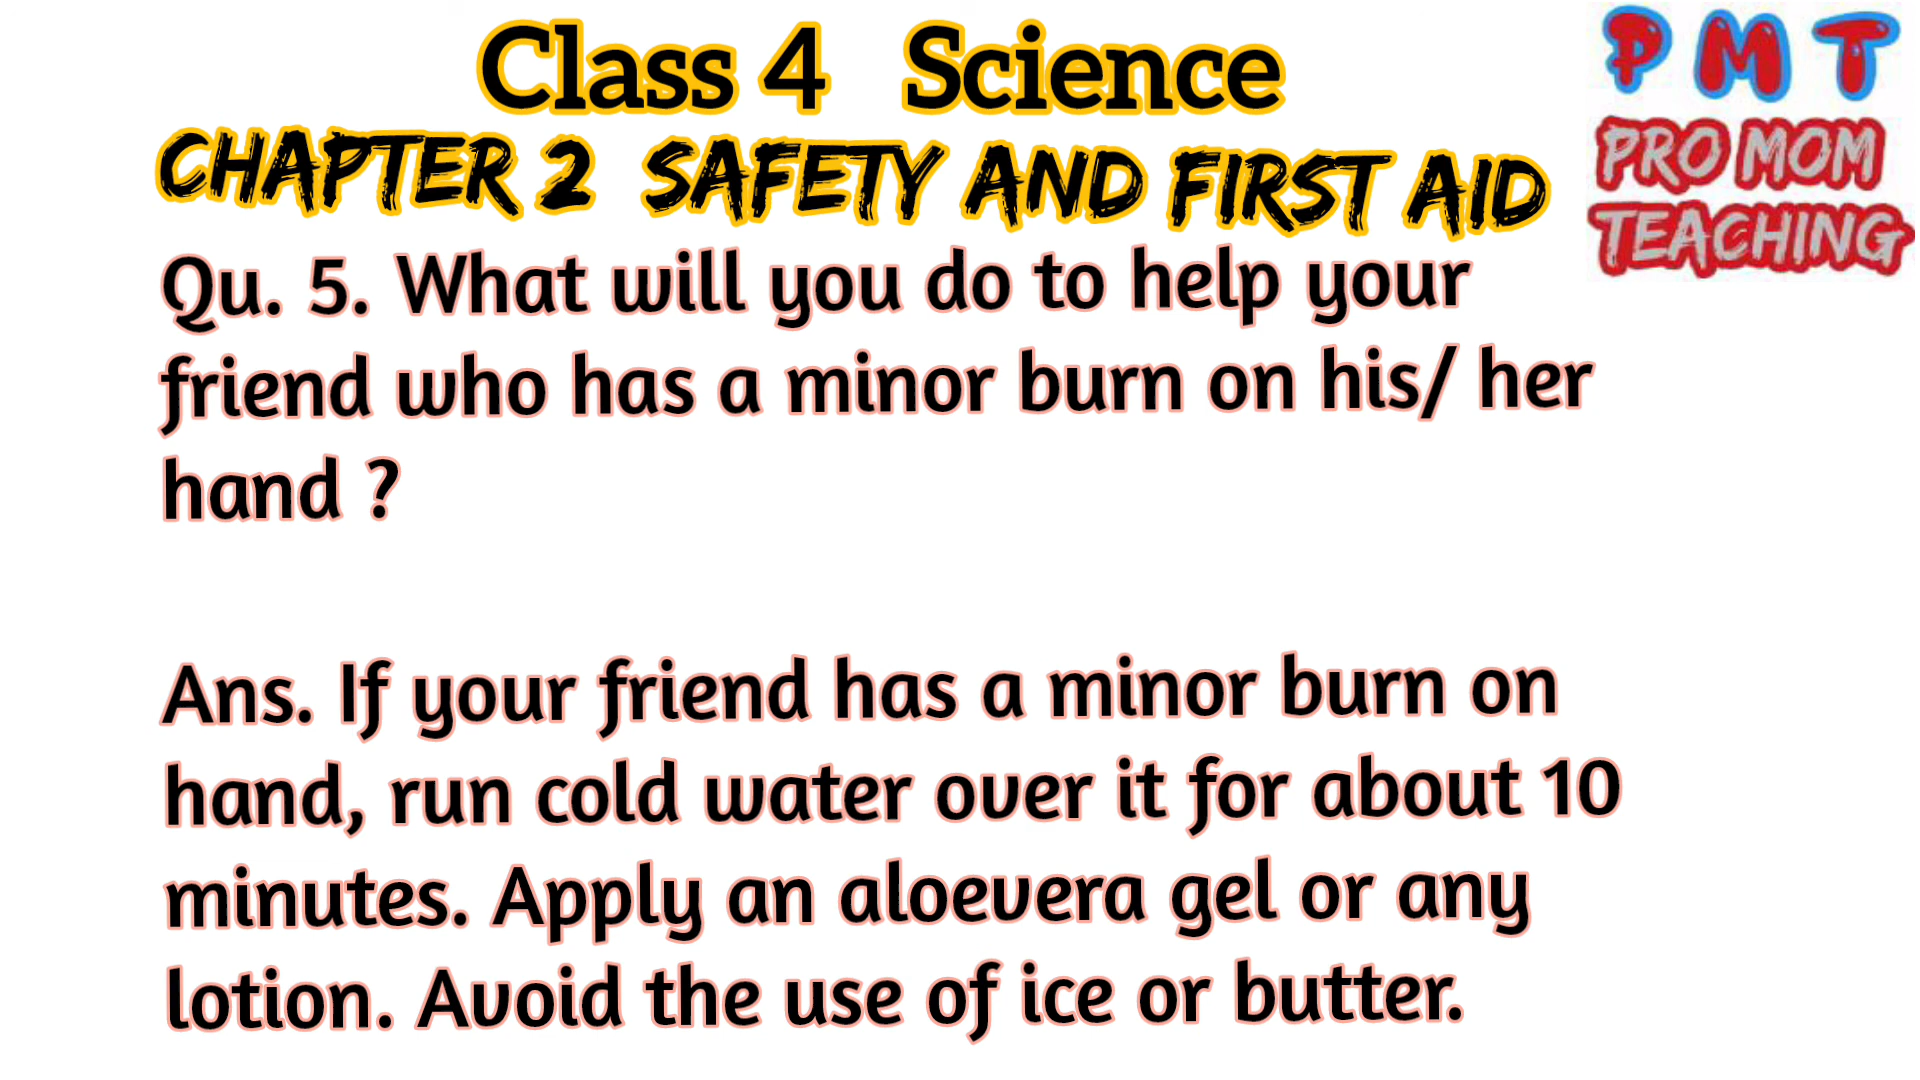 Class 4 Science
P M T
CHAPTER 2 SAFETY AND FIRST AID
PRO MOM
TEACHING
Qu. 5. What will you do to help your
friend who has a minor burn on his/ her
hand ?
Ans. If your friend has a minor burn on
hand, run cold water over it for about 10
minutes. Apply an aloevera gel or any
lotion. Avoid the use of ice or butter.